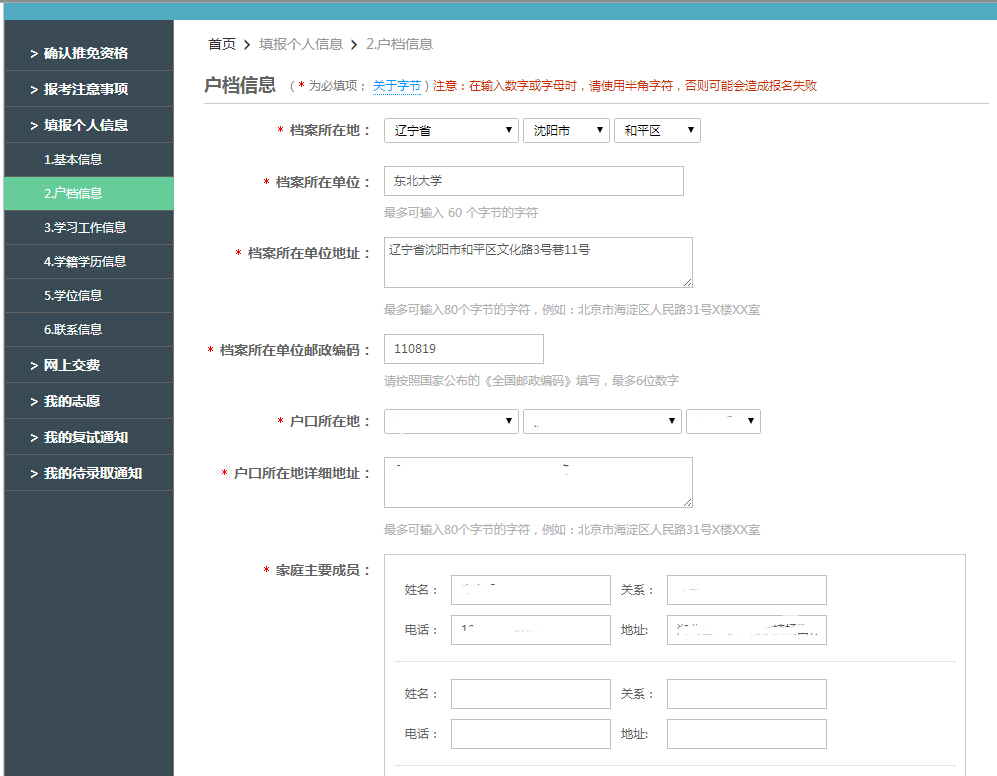 首页 > 填报个人信息 > 2.户档信息
> 确认推免资格
> 报考注意事项
> 填报个人信息
1.基本信息
2.户档信息
3.学习工作信息
4.学籍学历信息
5.学位信息
6.联系信息
> 网上交费
> 我的志愿
> 我的复试通知
> 我的待录取通知
户档信息 ( * 为必填项； 关于字节 ) 注意：在输入数字或字母时，请使用半角字符，否则可能会造成报名失败
* 档案所在地： 辽宁省 沈阳市 和平区
* 档案所在单位： 东北大学
最多可输入 60 个字节的字符
* 档案所在单位地址： 辽宁省沈阳市和平区文化路3号巷11号
最多可输入80个字节的字符，例如：北京市海淀区人民路31号X楼XX室
* 档案所在单位邮政编码： 110819
请按照国家公布的《全国邮政编码》填写，最多6位数字
* 户口所在地：
* 户口所在地详细地址：
最多可输入80个字节的字符，例如：北京市海淀区人民路31号X楼XX室
* 家庭主要成员：
姓名： 关系：
电话： 地址:
姓名： 关系：
电话： 地址: